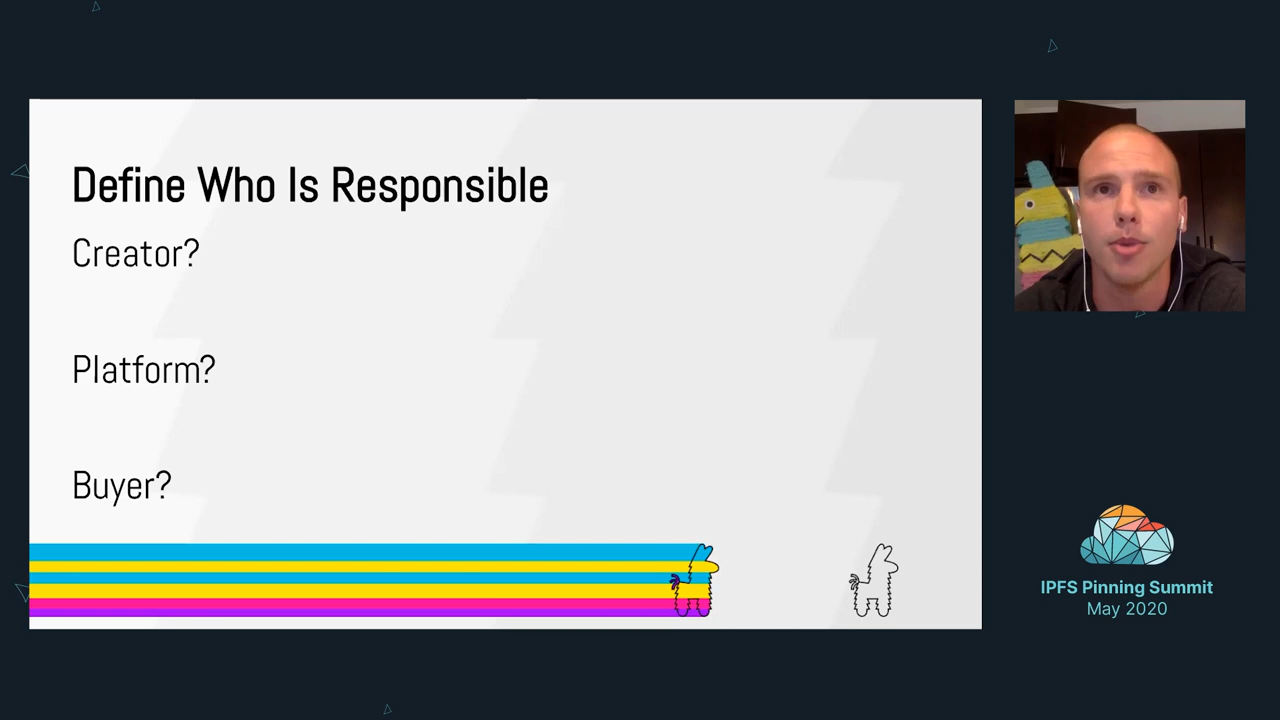 Define Who Is Responsible
Creator?
Platform?
Buyer?
IPFS Pinning Summit
May 2020